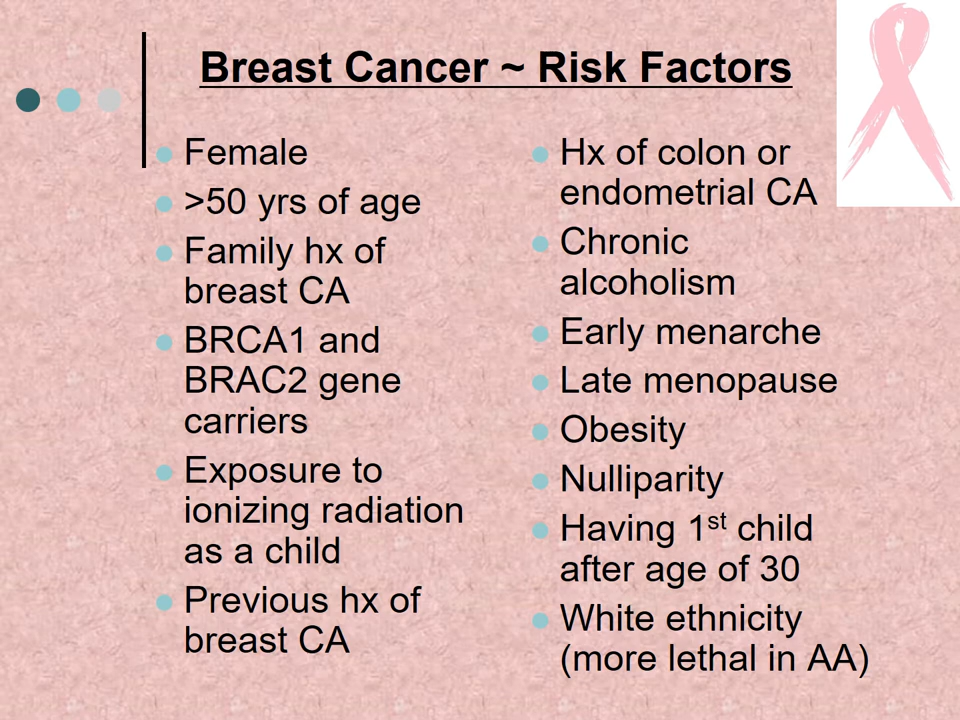 Breast Cancer ~ Risk Factors
Female
>50 yrs of age
Family hx of
breast CA
BRCA1 and
BRAC2 gene
carriers
Exposure to
ionizing radiation
as a child
Previous hx of
breast CA
Hx of colon or
endometrial CA
Chronic
alcoholism
Early menarche
Late menopause
Obesity
Nulliparity
Having 1st child
after age of 30
White ethnicity
(more lethal in AA)